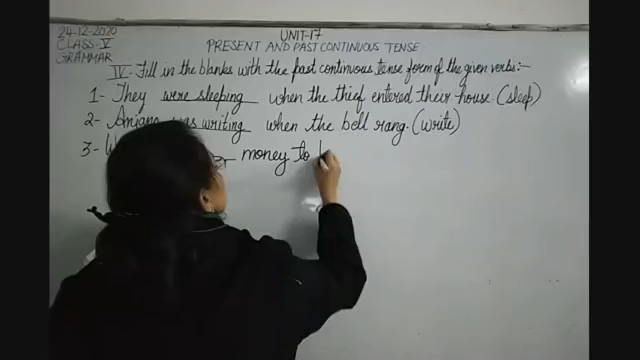 24-12-2020
UNIT-17
CLASS-V
PRESENT AND PAST CONTINUOUS TENSE
GRAMMAR
IV- Fill in the blanks with the past continuous tense form of the given verbs:-
1- They were sleeping when the thief entered their house. (sleep)
2- was writing when the bell rang. (write)
3- money to